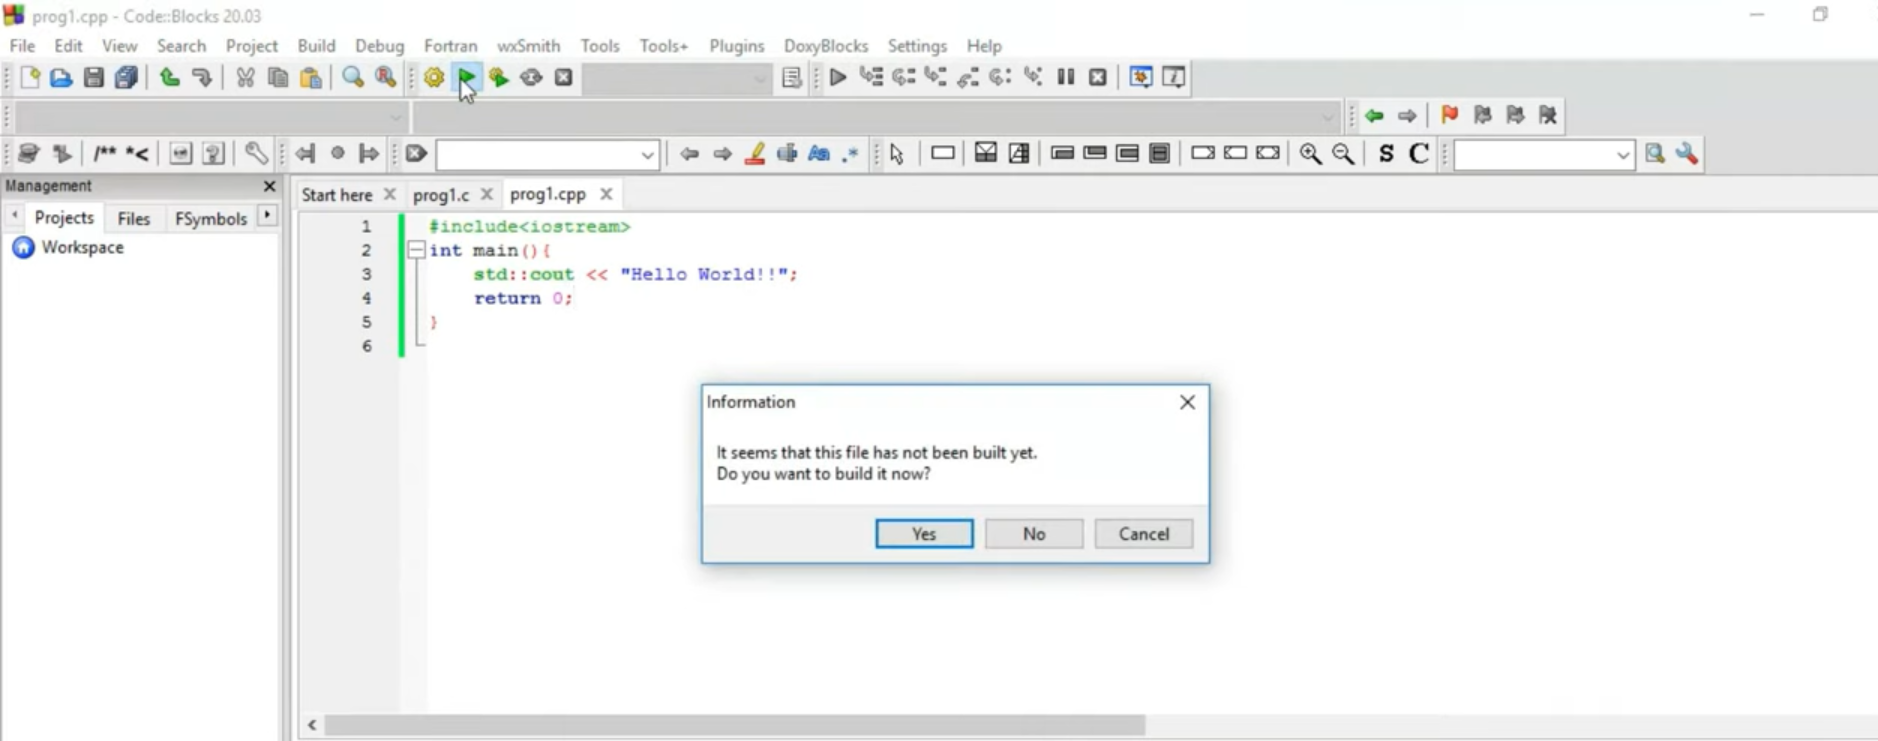 prog1.cpp - Code::Blocks 20.03
File Edit View Search Project Build Debug Fortran wxSmith Tools Tools+ Plugins DoxyBlocks Settings Help
/** *< S C
Management
Projects Files FSymbols
Workspace
Start here prog1.c prog1.cpp
1 #include<iostream>
2 int main(){
3 std::cout << "Hello World!!";
4 return 0;
5 }
6
Information
It seems that this file has not been built yet.
Do you want to build it now?
Yes No Cancel